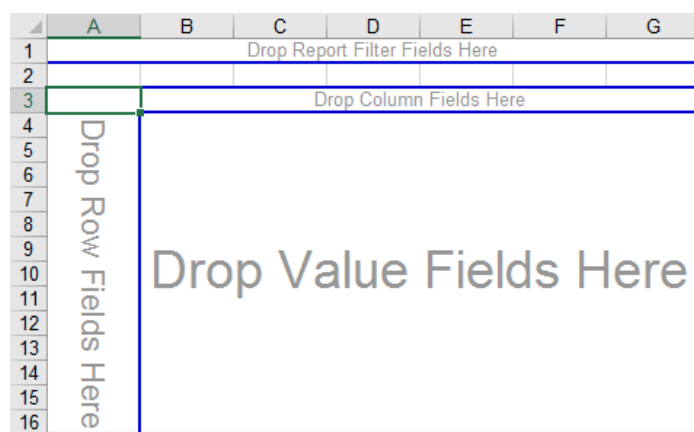 A B C D E F G
1 Drop Report Filter Fields Here
2
3 Drop Column Fields Here
4
5
6
7
8
9
10
11
12
13
14
15
16
Drop Row Fields Here
Drop Value Fields Here